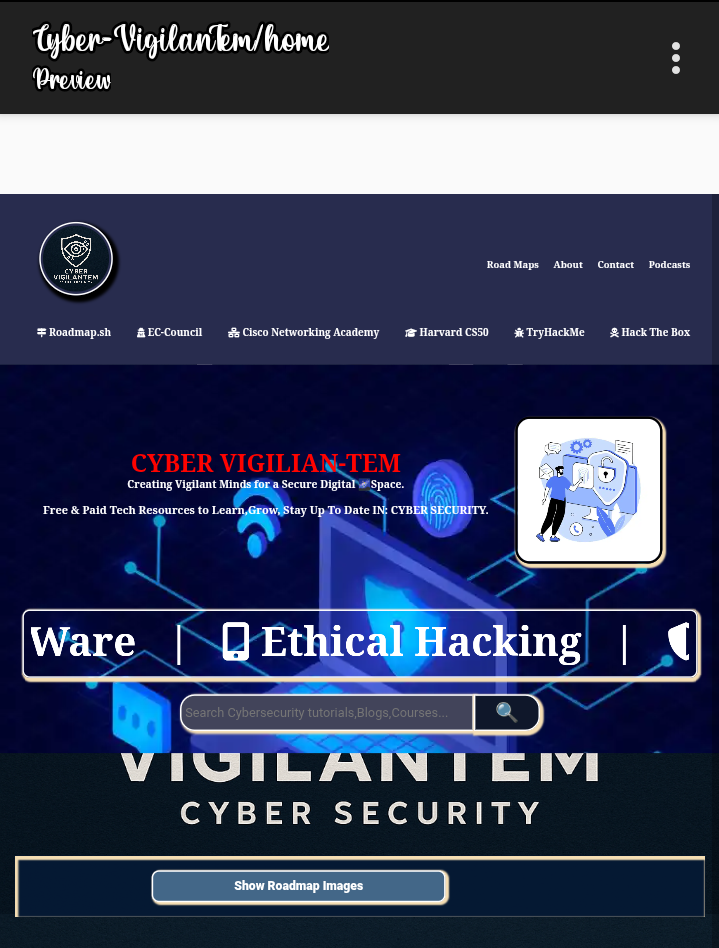 Cyber-VigilanTem/home
Preview
CYBER
VIGILANTEM
Road Maps About Contact Podcasts
Roadmap.sh EC-Council Cisco Networking Academy Harvard CS50 TryHackMe Hack The Box
CYBER VIGILIAN-TEM
Creating Vigilant Minds for a Secure Digital Space.
Free & Paid Tech Resources to Learn,Grow, Stay Up To Date IN: CYBER SECURITY.
Ware | Ethical Hacking |
Search Cybersecurity tutorials,Blogs,Courses...
VIGILANTEM
CYBER SECURITY
Show Roadmap Images